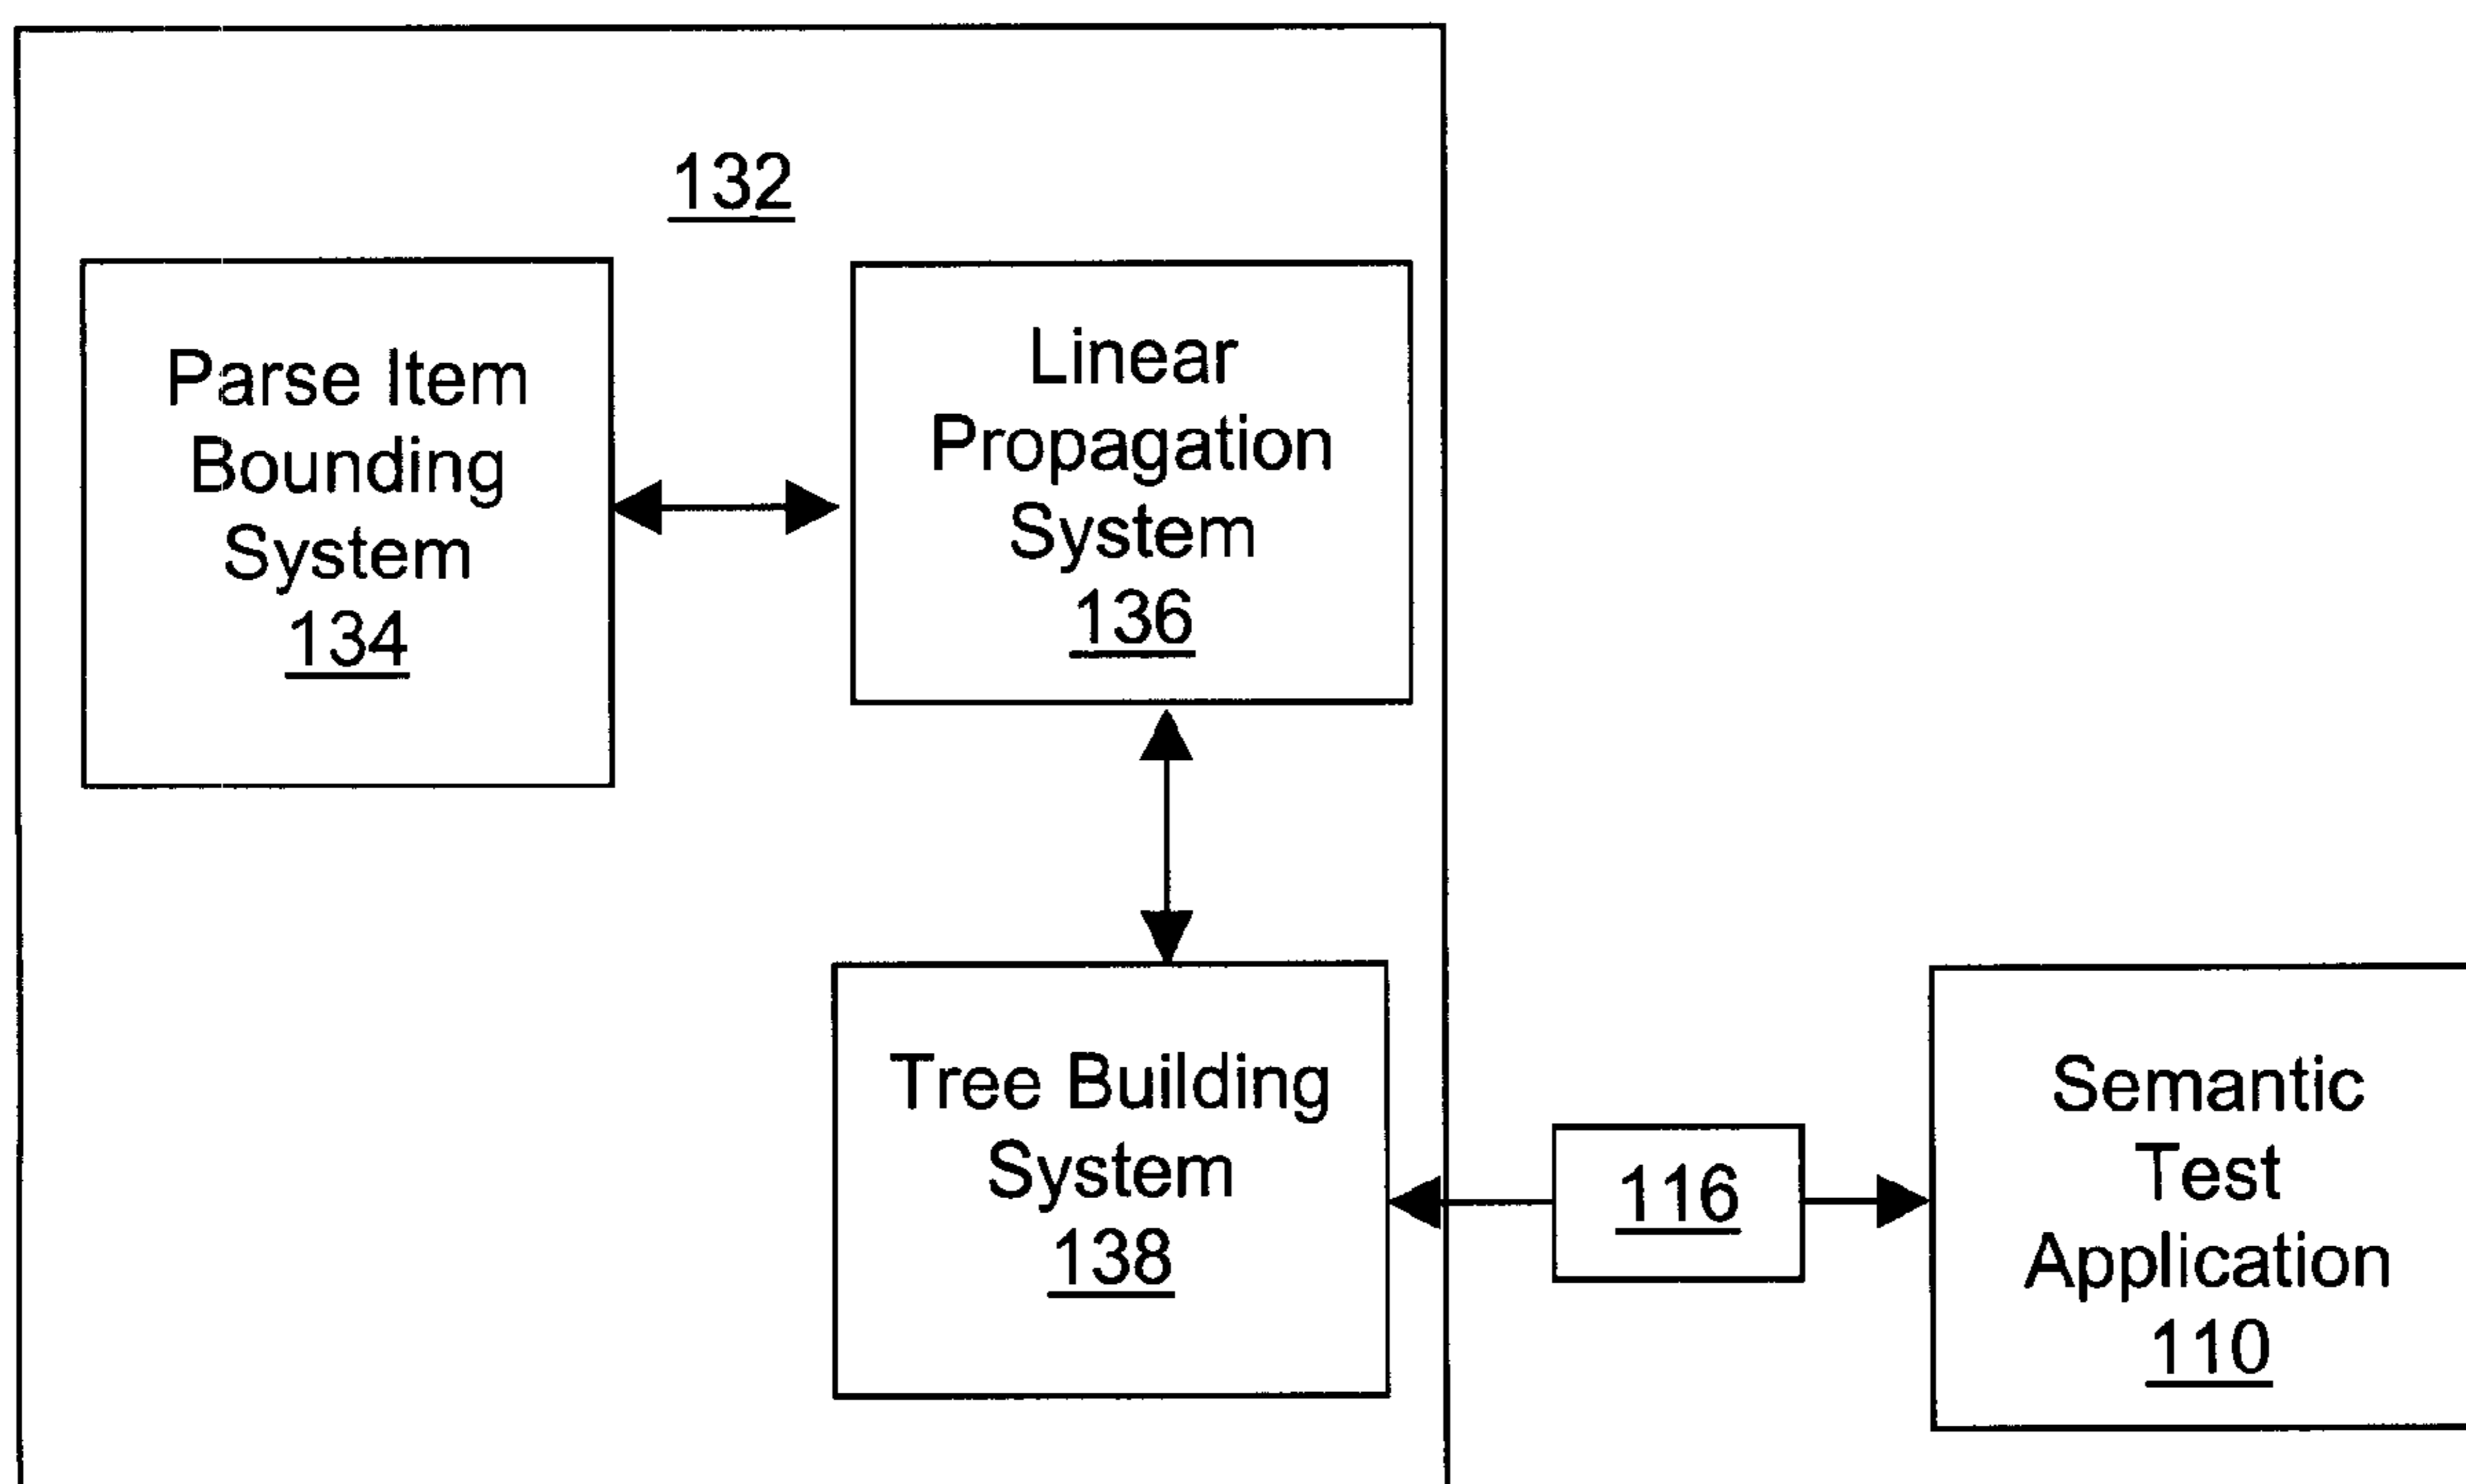 132
Parse Item
Bounding
System
134
Linear
Propagation
System
136
Tree Building
System
138
116
Semantic
Test
Application
110